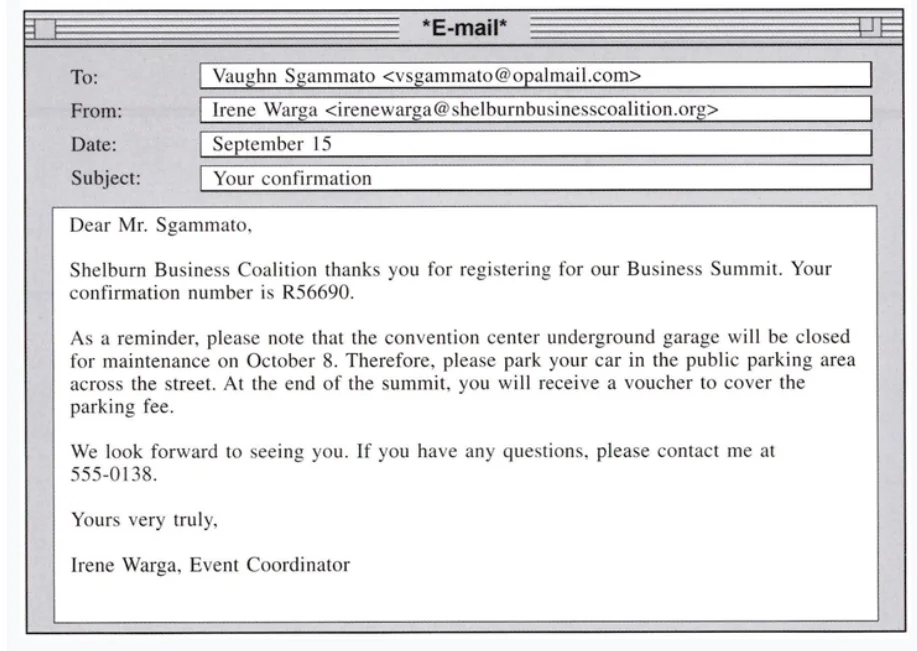 *E-mail*
To: Vaughn Sgammato <vsgammato@opalmail.com>
From: Irene Warga <irenewarga@shelburnbusinesscoalition.org>
Date: September 15
Subject: Your confirmation
Dear Mr. Sgammato,
Shelburn Business Coalition thanks you for registering for our Business Summit. Your
confirmation number is R56690.
As a reminder, please note that the convention center underground garage will be closed
for maintenance on October 8. Therefore, please park your car in the public parking area
across the street. At the end of the summit, you will receive a voucher to cover the
parking fee.
We look forward to seeing you. If you have any questions, please contact me at
555-0138.
Yours very truly,
Irene Warga, Event Coordinator